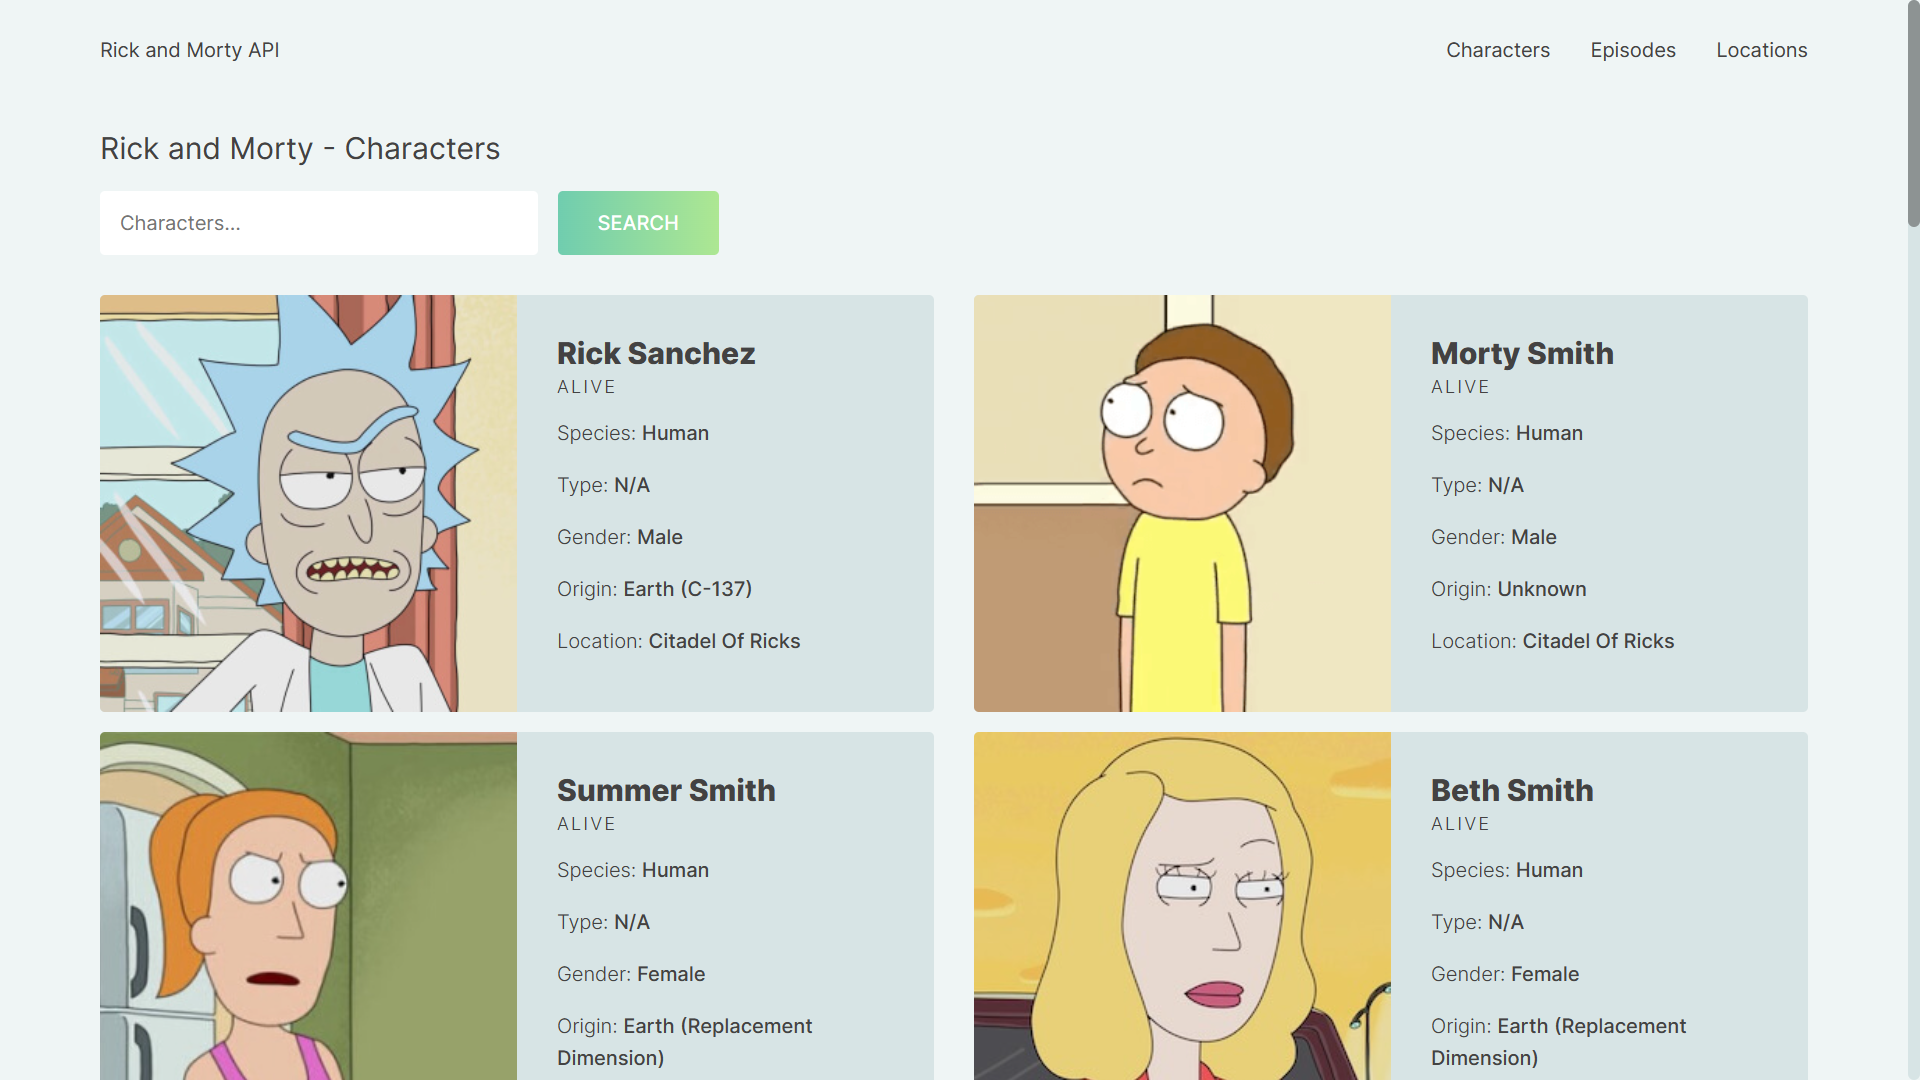 Rick and Morty API
Characters
Episodes
Locations
Rick and Morty - Characters
Characters...
SEARCH
Rick Sanchez
ALIVE
Species: Human
Type: N/A
Gender: Male
Origin: Earth (C-137)
Location: Citadel Of Ricks
Morty Smith
ALIVE
Species: Human
Type: N/A
Gender: Male
Origin: Unknown
Location: Citadel Of Ricks
Summer Smith
ALIVE
Species: Human
Type: N/A
Gender: Female
Origin: Earth (Replacement
Dimension)
Beth Smith
ALIVE
Species: Human
Type: N/A
Gender: Female
Origin: Earth (Replacement
Dimension)